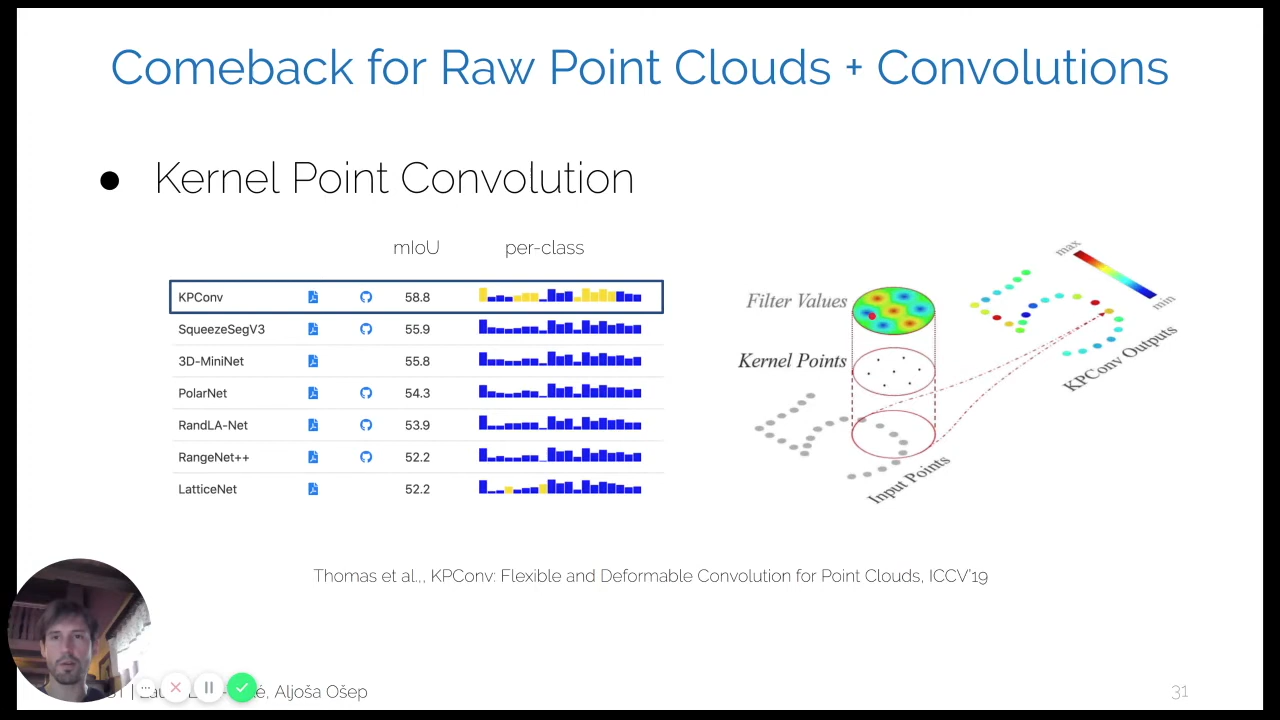 Comeback for Raw Point Clouds + Convolutions
● Kernel Point Convolution
mIoU per-class
KPConv 58.8
SqueezeSegV3 55.9
3D-MiniNet 55.8
PolarNet 54.3
RandLA-Net 53.9
RangeNet++ 52.2
LatticeNet 52.2
max
min
Filter Values
Kernel Points
KPConv Outputs
Input Points
Thomas et al.,, KPConv: Flexible and Deformable Convolution for Point Clouds, ICCV'19
Aljoša Ošep
31